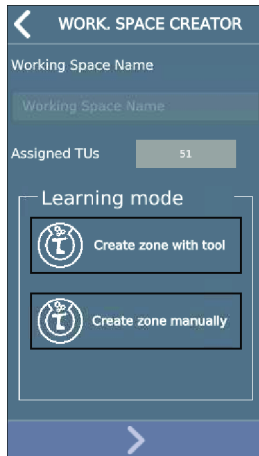 WORK. SPACE CREATOR
Working Space Name
Working Space Name
Assigned TUs 51
Learning mode
Create zone with tool
Create zone manually